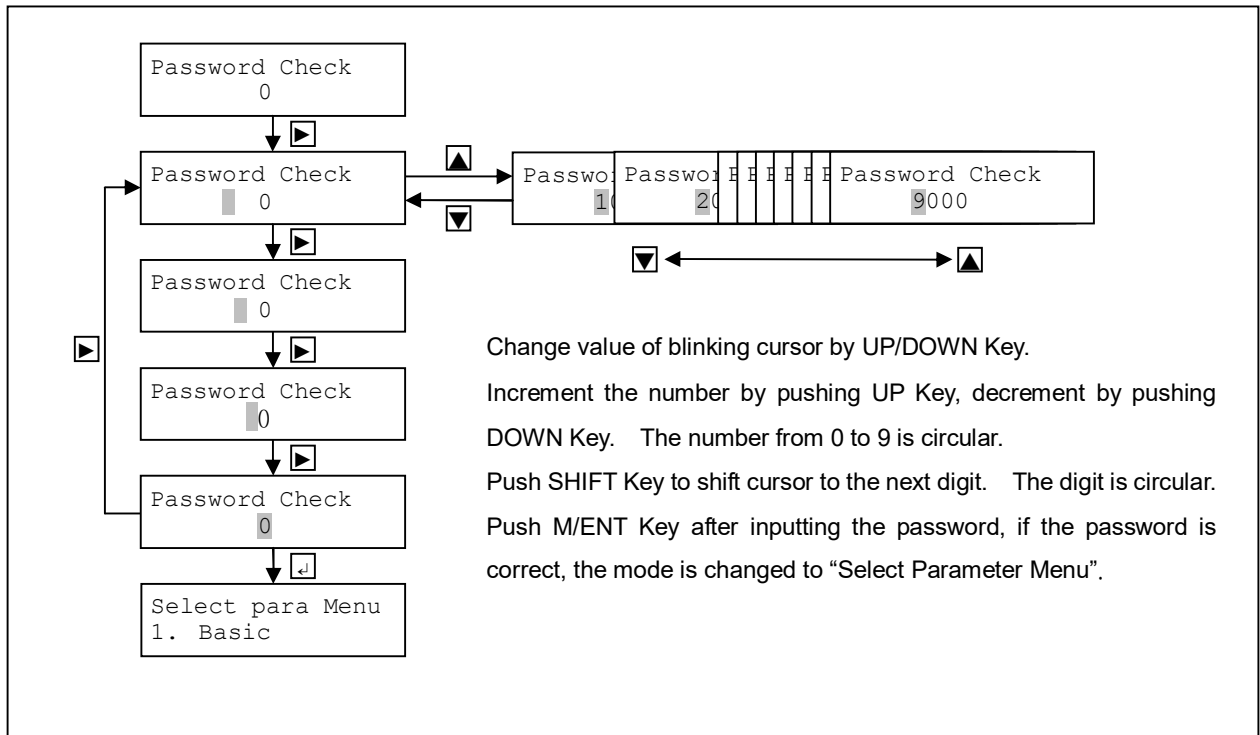 Password Check
0
Password Check
0
Passwo
1
Passwo
2
Password Check
9000
Password Check
0
Password Check
0
Password Check
0
Select para Menu
1. Basic
Change value of blinking cursor by UP/DOWN Key.
Increment the number by pushing UP Key, decrement by pushing
DOWN Key. The number from 0 to 9 is circular.
Push SHIFT Key to shift cursor to the next digit. The digit is circular.
Push M/ENT Key after inputting the password, if the password is
correct, the mode is changed to “Select Parameter Menu”.